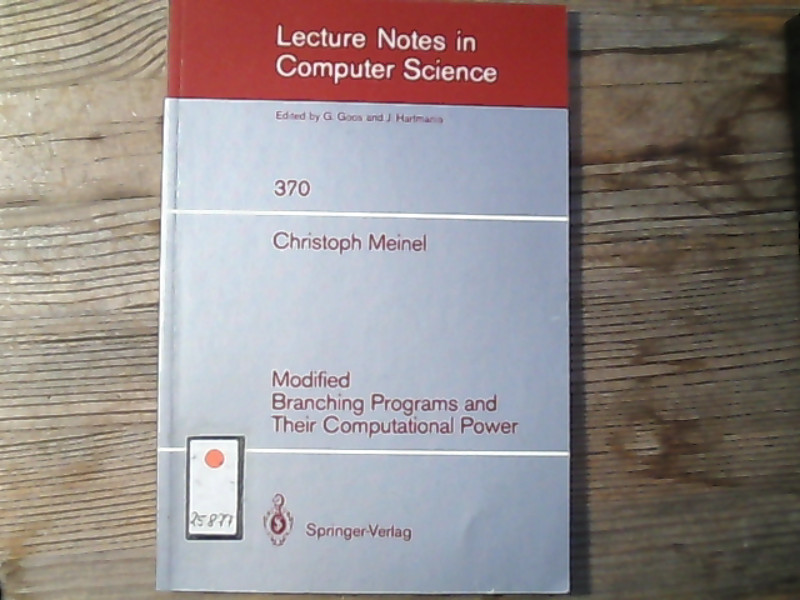 Lecture Notes in
Computer Science
Edited by G. Goos and J. Hartmanis
370
Christoph Meinel
Modified
Branching Programs and
Their Computational Power
25877
Springer-Verlag